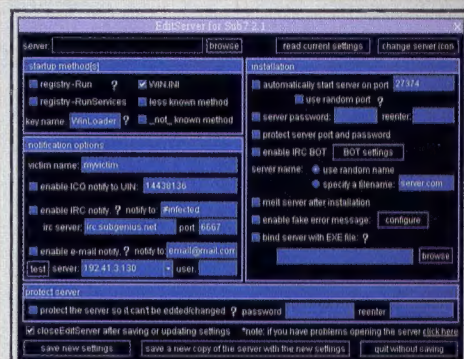 EditServer for Sub7 2.1
server: browse read current settings change server icon
startup method[s]
registry-Run ? WIN.INI
registry-RunServices less known method
key name: WinLoader ? _not_ known method
notification options
victim name: myvictim
enable ICQ notify to UIN: 14438136
enable IRC notify. ? notify to: #infected
irc server: irc.subgenius.net port: 6667
enable e-mail notify. ? notify to: email@mail.com
test server: 192.41.3.130 user:
installation
automatically start server on port: 27374
use random port ?
server password: reenter:
protect server port and password
enable IRC BOT BOT settings
server name: use random name
specify a filename: server.com
melt server after installation
enable fake error message: configure
bind server with EXE file: ?
browse
protect server
protect the server so it can't be edited/changed ? password reenter
closeEditServer after saving or updating settings *note: if you have problems opening the server click here
save new settings save a new copy of the server with the new settings quit without saving